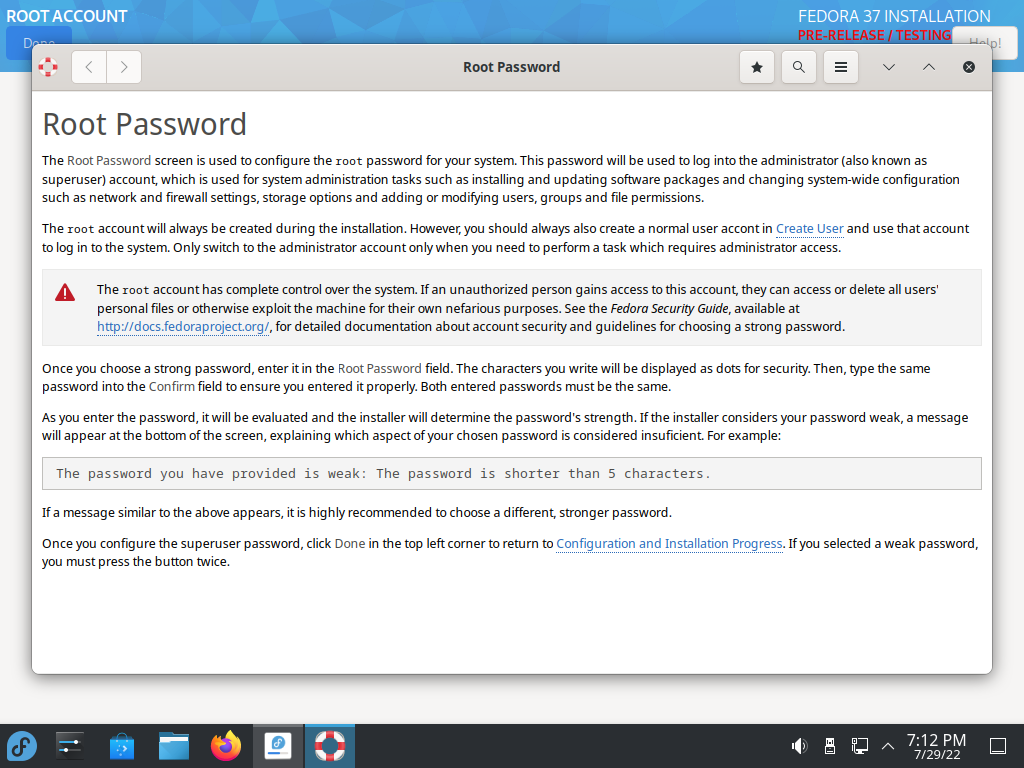 ROOT ACCOUNT
FEDORA 37 INSTALLATION
PRE-RELEASE / TESTING
Done
Help!
Root Password
Root Password
The Root Password screen is used to configure the root password for your system. This password will be used to log into the administrator (also known as
superuser) account, which is used for system administration tasks such as installing and updating software packages and changing system-wide configuration
such as network and firewall settings, storage options and adding or modifying users, groups and file permissions.
The root account will always be created during the installation. However, you should always also create a normal user accont in Create User and use that account
to log in to the system. Only switch to the administrator account only when you need to perform a task which requires administrator access.
The root account has complete control over the system. If an unauthorized person gains access to this account, they can access or delete all users'
personal files or otherwise exploit the machine for their own nefarious purposes. See the Fedora Security Guide, available at
http://docs.fedoraproject.org/, for detailed documentation about account security and guidelines for choosing a strong password.
Once you choose a strong password, enter it in the Root Password field. The characters you write will be displayed as dots for security. Then, type the same
password into the Confirm field to ensure you entered it properly. Both entered passwords must be the same.
As you enter the password, it will be evaluated and the installer will determine the password's strength. If the installer considers your password weak, a message
will appear at the bottom of the screen, explaining which aspect of your chosen password is considered insuficient. For example:
The password you have provided is weak: The password is shorter than 5 characters.
If a message similar to the above appears, it is highly recommended to choose a different, stronger password.
Once you configure the superuser password, click Done in the top left corner to return to Configuration and Installation Progress. If you selected a weak password,
you must press the button twice.
7:12 PM
7/29/22